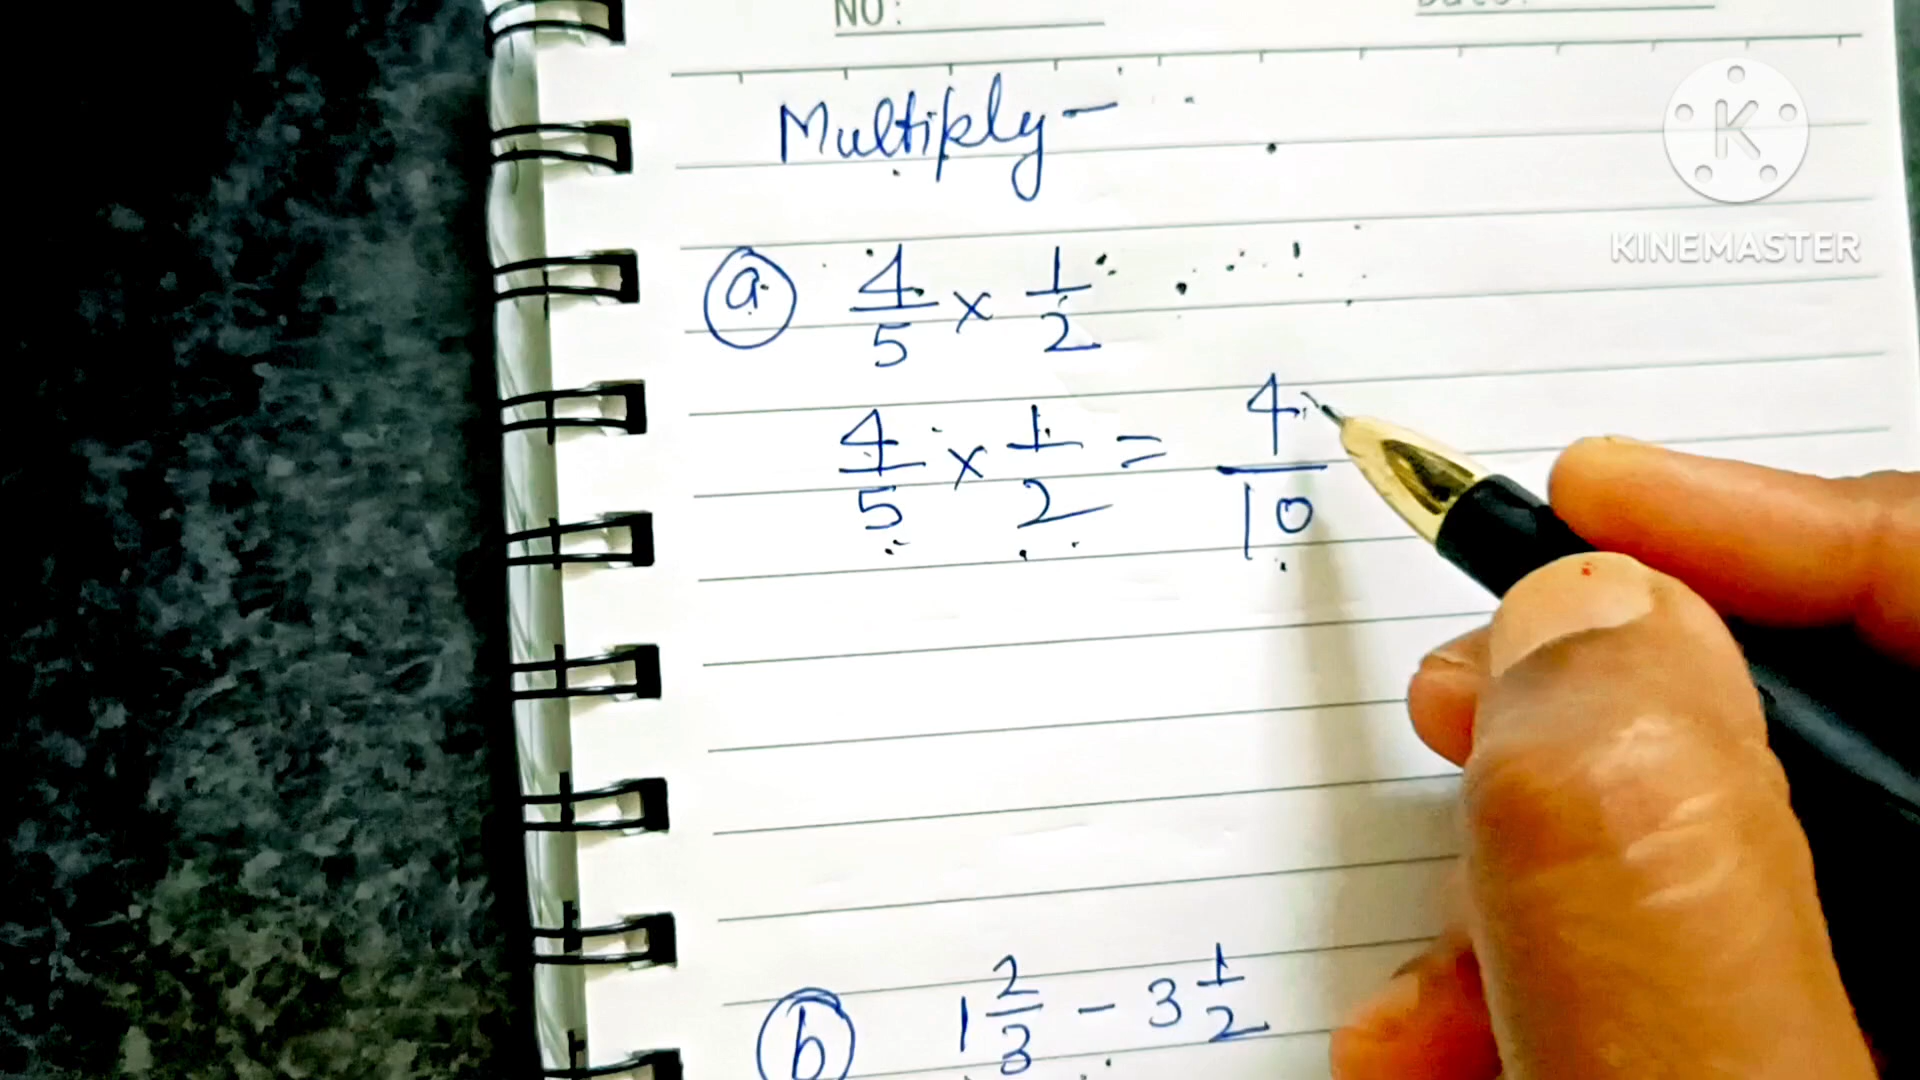 NO:
Date:
Multiply-
K
KINEMASTER
(a) 4/5 × 1/2
4/5 × 1/2 = 4/10
(b) 1 2/3 - 3 1/2